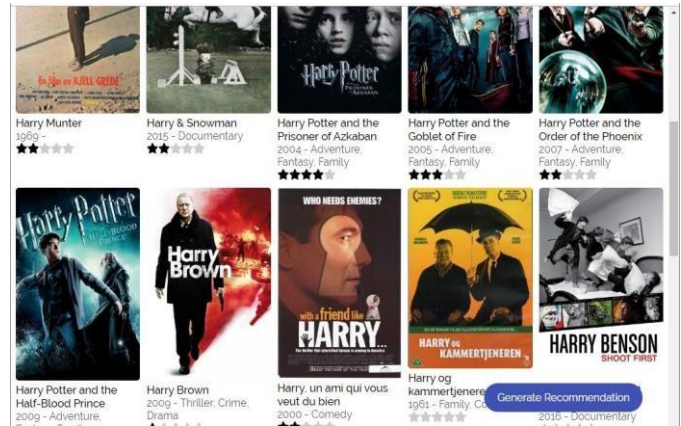 En film av KJELL GREDE
Harry Potter
PRISONER OF
AZKABAN
Harry Munter
1969 -
Harry & Snowman
2015 - Documentary
Harry Potter and the
Prisoner of Azkaban
2004 - Adventure,
Fantasy, Family
Harry Potter and the
Goblet of Fire
2005 - Adventure,
Fantasy, Family
Harry Potter and the
Order of the Phoenix
2007 - Adventure,
Fantasy, Family
Harry Potter
HALF-BLOOD
PRINCE
Harry
Brown
WHO NEEDS ENEMIES?
with a friend like
HARRY...
HARRY OG
KAMMERTJENEREN
HARRY BENSON
SHOOT FIRST
Harry Potter and the
Half-Blood Prince
2009 - Adventure,
Harry Brown
2009 - Thriller, Crime,
Drama
Harry, un ami qui vous
veut du bien
2000 - Comedy
Harry og
kammertjenere
1961 - Family, Co
Generate Recommendation
2016 - Documentary